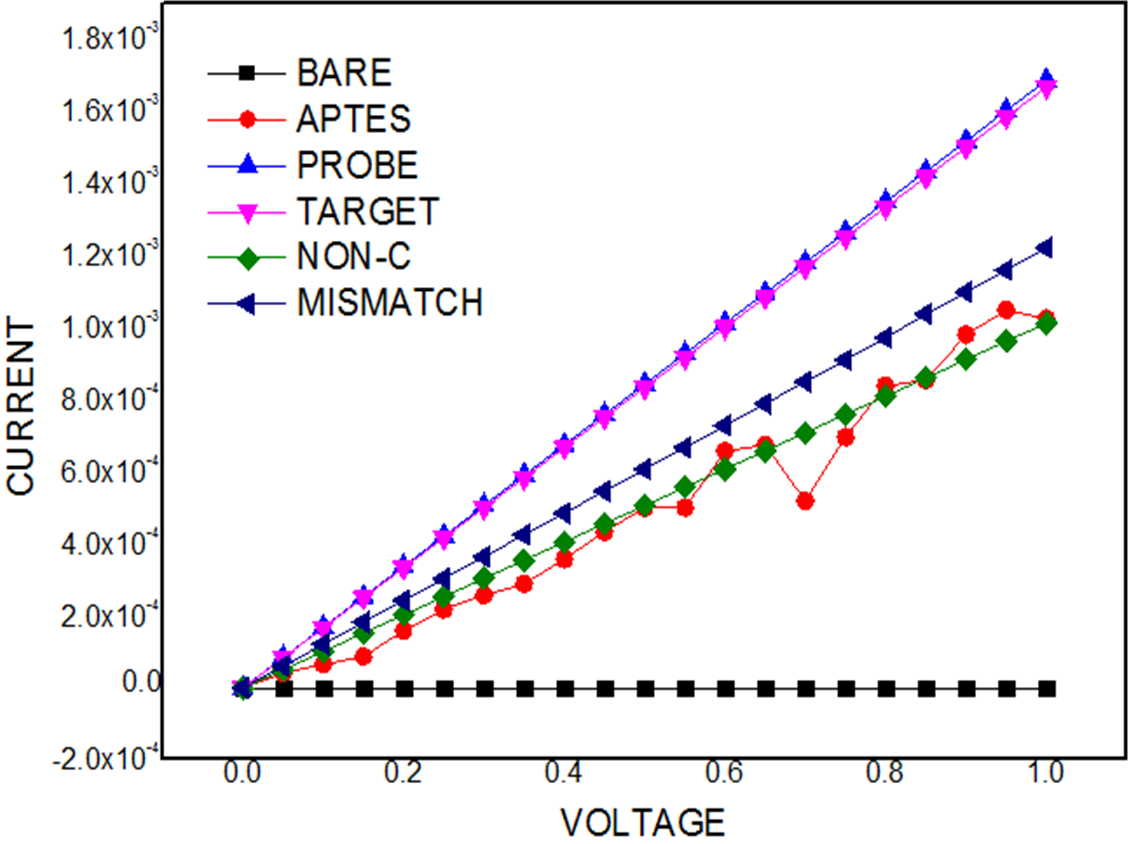 1.8x10⁻³
1.6x10⁻³
1.4x10⁻³
1.2x10⁻³
1.0x10⁻³
8.0x10⁻⁴
6.0x10⁻⁴
4.0x10⁻⁴
2.0x10⁻⁴
0.0
-2.0x10⁻⁴
CURRENT
BARE
APTES
PROBE
TARGET
NON-C
MISMATCH
0.0 0.2 0.4 0.6 0.8 1.0
VOLTAGE